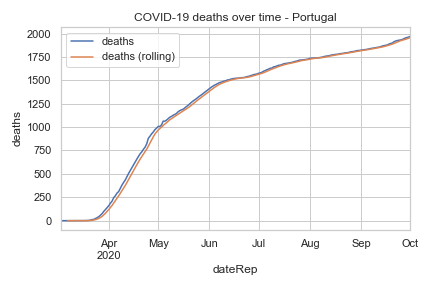 COVID-19 deaths over time - Portugal
deaths
deaths (rolling)
2000
1750
1500
1250
1000
750
500
250
0
deaths
Apr May Jun Jul Aug Sep Oct
2020
dateRep